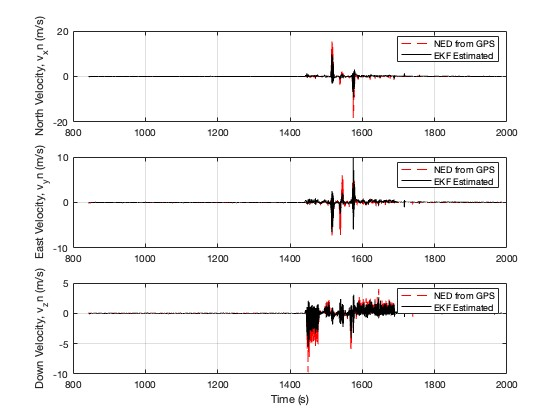 20
0
-20
North Velocity, v_x n (m/s)
NED from GPS
EKF Estimated
800 1000 1200 1400 1600 1800 2000
10
0
-10
East Velocity, v_y n (m/s)
NED from GPS
EKF Estimated
800 1000 1200 1400 1600 1800 2000
5
0
-5
-10
Down Velocity, v_z n (m/s)
NED from GPS
EKF Estimated
800 1000 1200 1400 1600 1800 2000
Time (s)